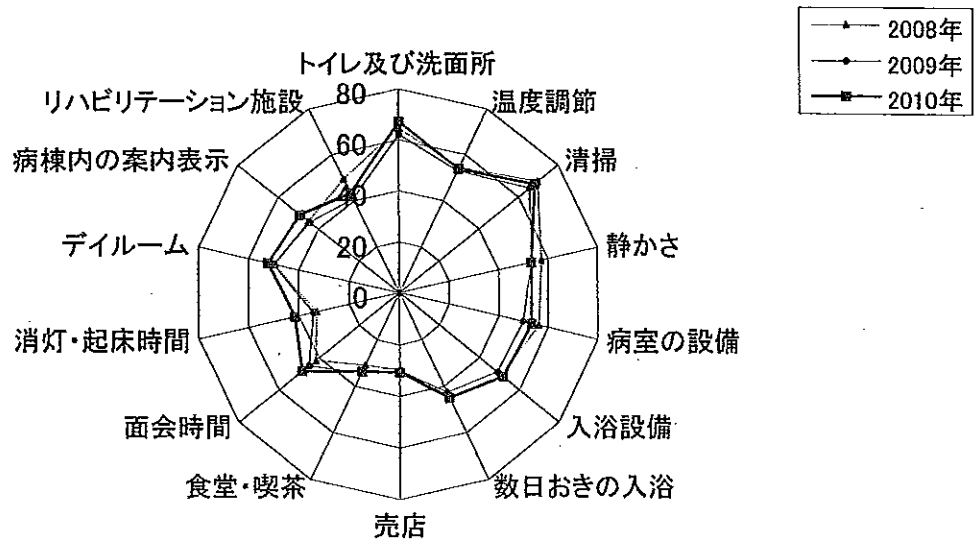 2008年
2009年
2010年
トイレ及び洗面所
温度調節
清掃
静かさ
病室の設備
入浴設備
数日おきの入浴
売店
食堂・喫茶
面会時間
消灯・起床時間
デイルーム
病棟内の案内表示
リハビリテーション施設
80
60
40
20
0